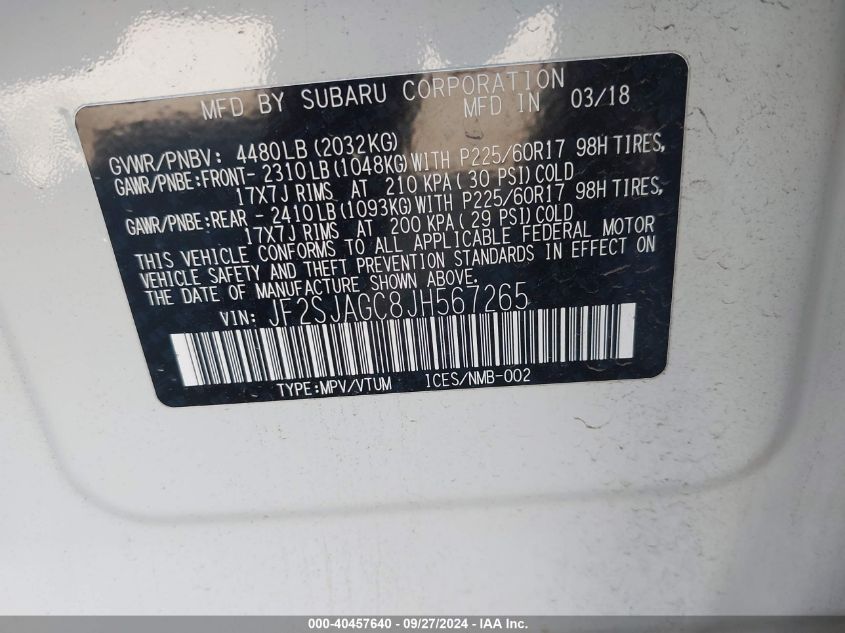 MFD BY SUBARU CORPORATION
MFD IN 03/18
GVWR/PNBV: 4480LB(2032KG)
GAWR/PNBE:FRONT-2310LB(1048KG)WITH P225/60R17 98H TIRES,
17X7J RIMS AT 210 KPA(30 PSI)COLD
GAWR/PNBE:REAR - 2410LB(1093KG)WITH P225/60R17 98H TIRES,
17X7J RIMS AT 200 KPA(29 PSI)COLD
THIS VEHICLE CONFORMS TO ALL APPLICABLE FEDERAL MOTOR
VEHICLE SAFETY AND THEFT PREVENTION STANDARDS IN EFFECT ON
THE DATE OF MANUFACTURE SHOWN ABOVE.
VIN: JF2SJAGC8JH567265
TYPE:MPV/VTUM ICES/NMB-002
000-40457640 - 09/27/2024 - IAA Inc.